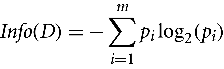 Info(D) = − ∑_{i=1}^{m} p_i log_2(p_i)